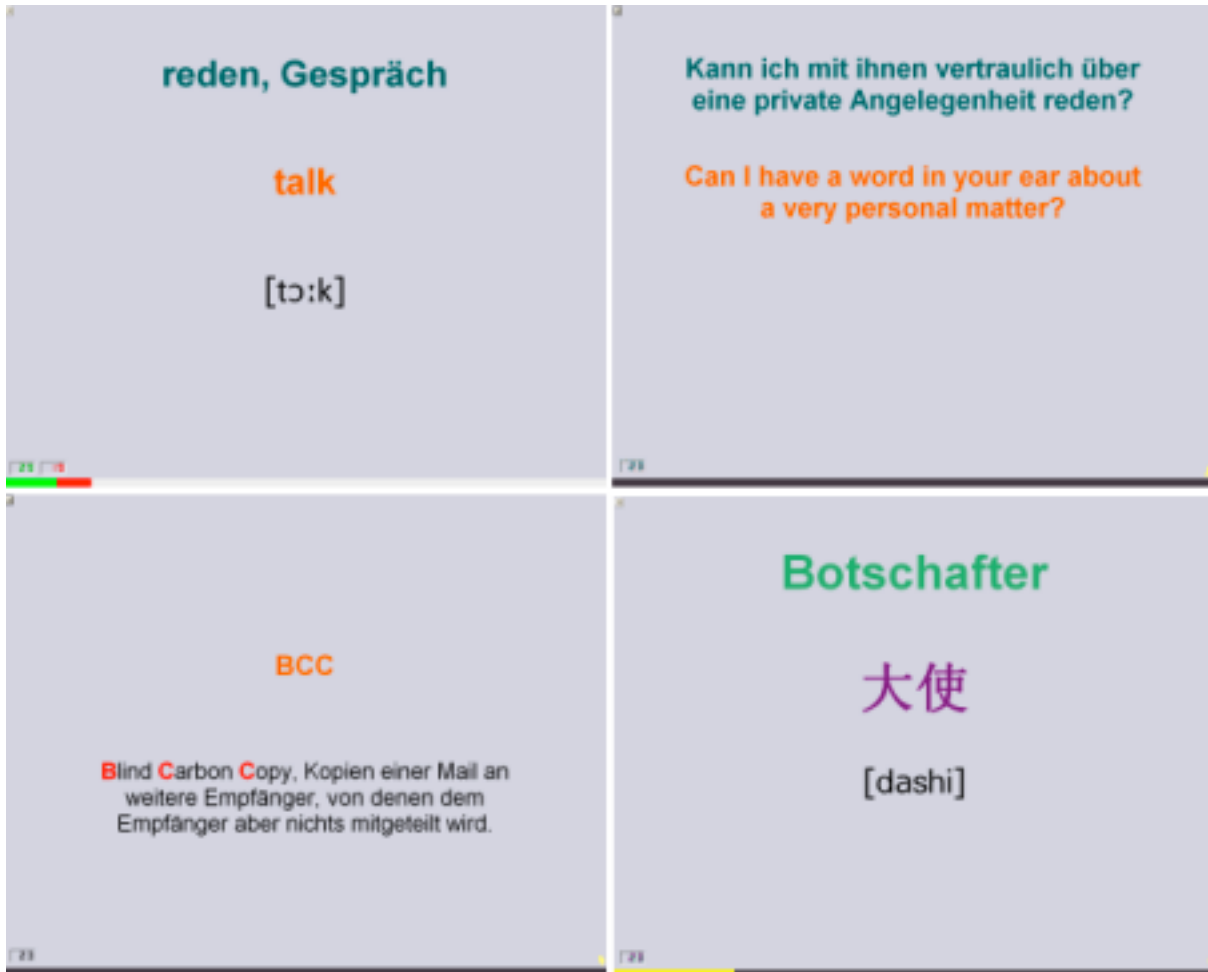 reden, Gespräch
talk
[tɔːk]
Kann ich mit ihnen vertraulich über
eine private Angelegenheit reden?
Can I have a word in your ear about
a very personal matter?
BCC
Blind Carbon Copy, Kopien einer Mail an
weitere Empfänger, von denen dem
Empfänger aber nichts mitgeteilt wird.
Botschafter
大使
[dashi]